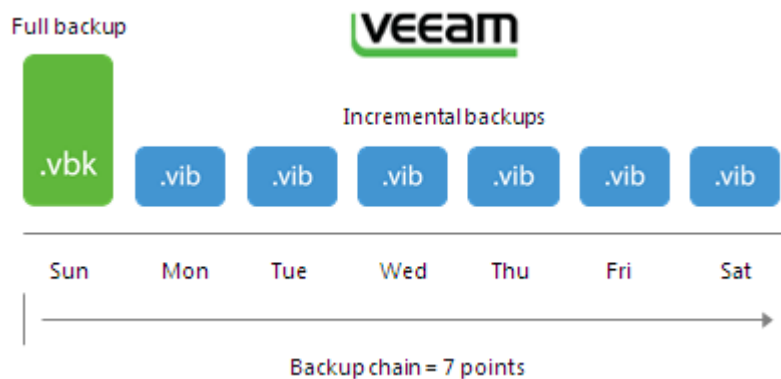 Full backup
veeam
Incremental backups
.vbk .vib .vib .vib .vib .vib .vib
Sun Mon Tue Wed Thu Fri Sat
Backup chain = 7 points